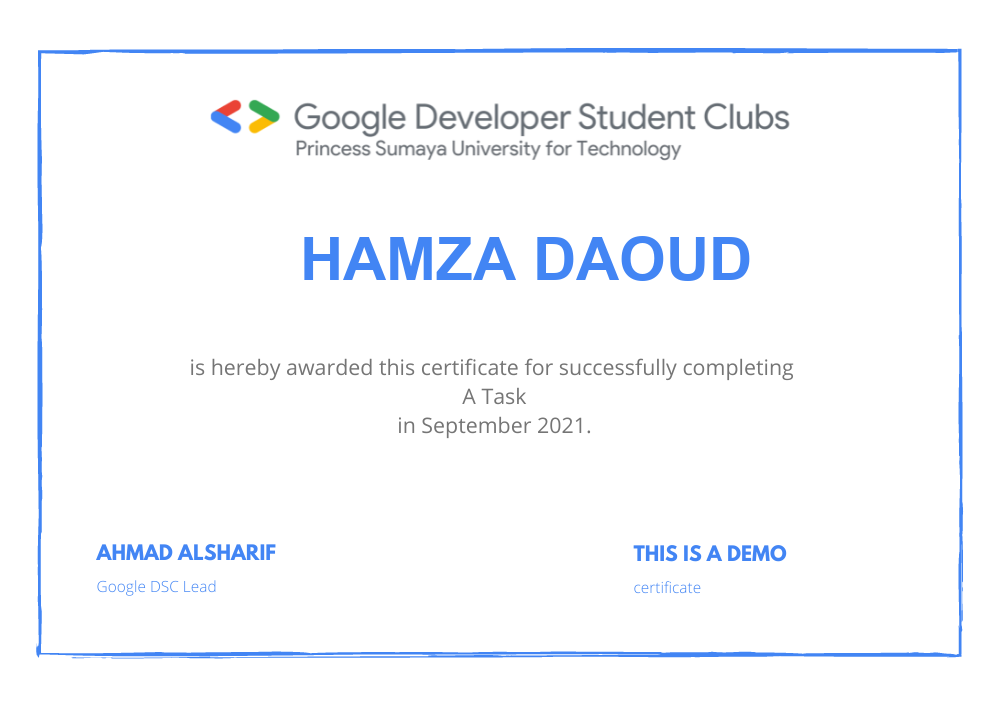 Google Developer Student Clubs
Princess Sumaya University for Technology
HAMZA DAOUD
is hereby awarded this certificate for successfully completing
A Task
in September 2021.
AHMAD ALSHARIF
Google DSC Lead
THIS IS A DEMO
certificate